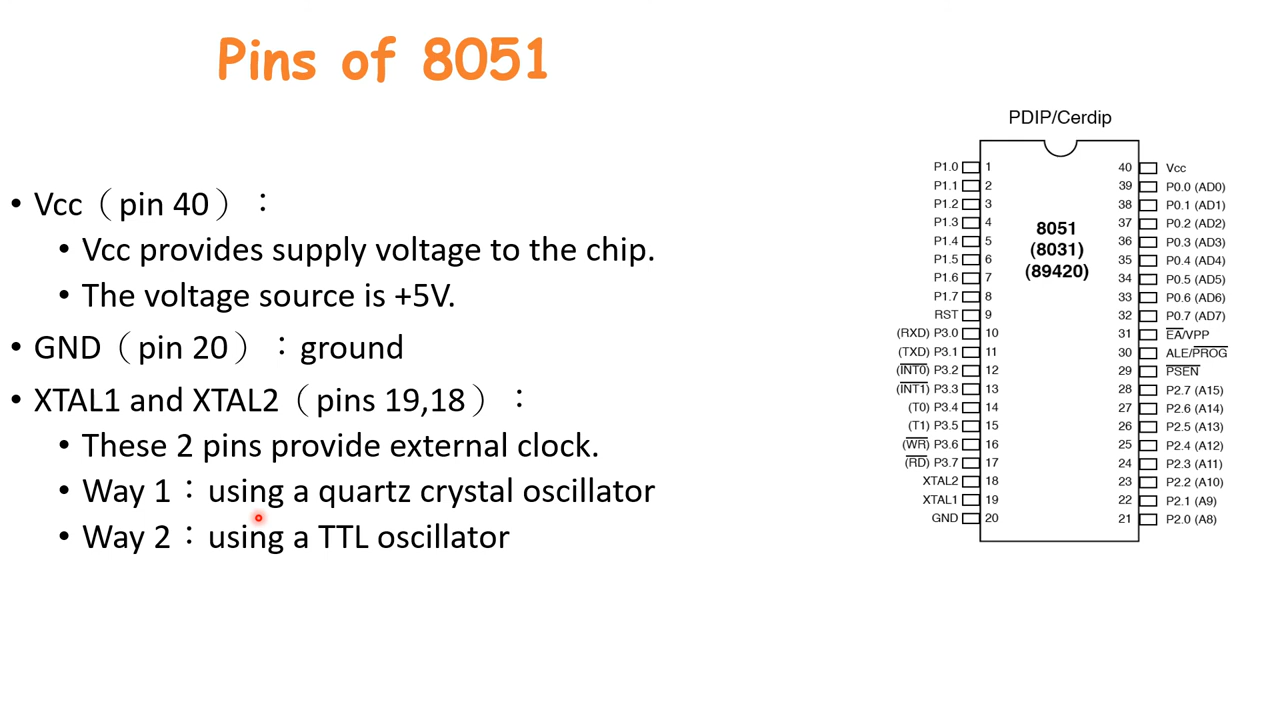 Pins of 8051
• Vcc（pin 40）：
• Vcc provides supply voltage to the chip.
• The voltage source is +5V.
• GND（pin 20）：ground
• XTAL1 and XTAL2（pins 19,18）：
• These 2 pins provide external clock.
• Way 1：using a quartz crystal oscillator
• Way 2：using a TTL oscillator
PDIP/Cerdip
8051
(8031)
(89420)
P1.0 1 40 Vcc
P1.1 2 39 P0.0 (AD0)
P1.2 3 38 P0.1 (AD1)
P1.3 4 37 P0.2 (AD2)
P1.4 5 36 P0.3 (AD3)
P1.5 6 35 P0.4 (AD4)
P1.6 7 34 P0.5 (AD5)
P1.7 8 33 P0.6 (AD6)
RST 9 32 P0.7 (AD7)
(RXD) P3.0 10 31 EA/VPP
(TXD) P3.1 11 30 ALE/PROG
(INT0) P3.2 12 29 PSEN
(INT1) P3.3 13 28 P2.7 (A15)
(T0) P3.4 14 27 P2.6 (A14)
(T1) P3.5 15 26 P2.5 (A13)
(WR) P3.6 16 25 P2.4 (A12)
(RD) P3.7 17 24 P2.3 (A11)
XTAL2 18 23 P2.2 (A10)
XTAL1 19 22 P2.1 (A9)
GND 20 21 P2.0 (A8)